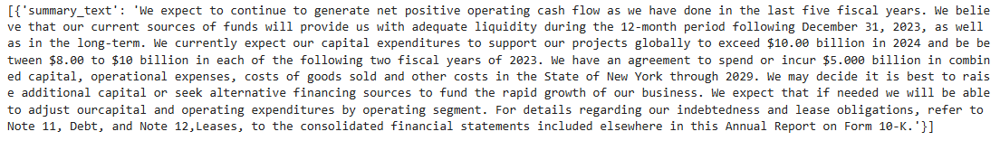 [{'summary_text': 'We expect to continue to generate net positive operating cash flow as we have done in the last five fiscal years. We belie
ve that our current sources of funds will provide us with adequate liquidity during the 12-month period following December 31, 2023, as well
as in the long-term. We currently expect our capital expenditures to support our projects globally to exceed $10.00 billion in 2024 and be be
tween $8.00 to $10 billion in each of the following two fiscal years of 2023. We have an agreement to spend or incur $5.000 billion in combin
ed capital, operational expenses, costs of goods sold and other costs in the State of New York through 2029. We may decide it is best to rais
e additional capital or seek alternative financing sources to fund the rapid growth of our business. We expect that if needed we will be able
to adjust ourcapital and operating expenditures by operating segment. For details regarding our indebtedness and lease obligations, refer to
Note 11, Debt, and Note 12,Leases, to the consolidated financial statements included elsewhere in this Annual Report on Form 10-K.'}]